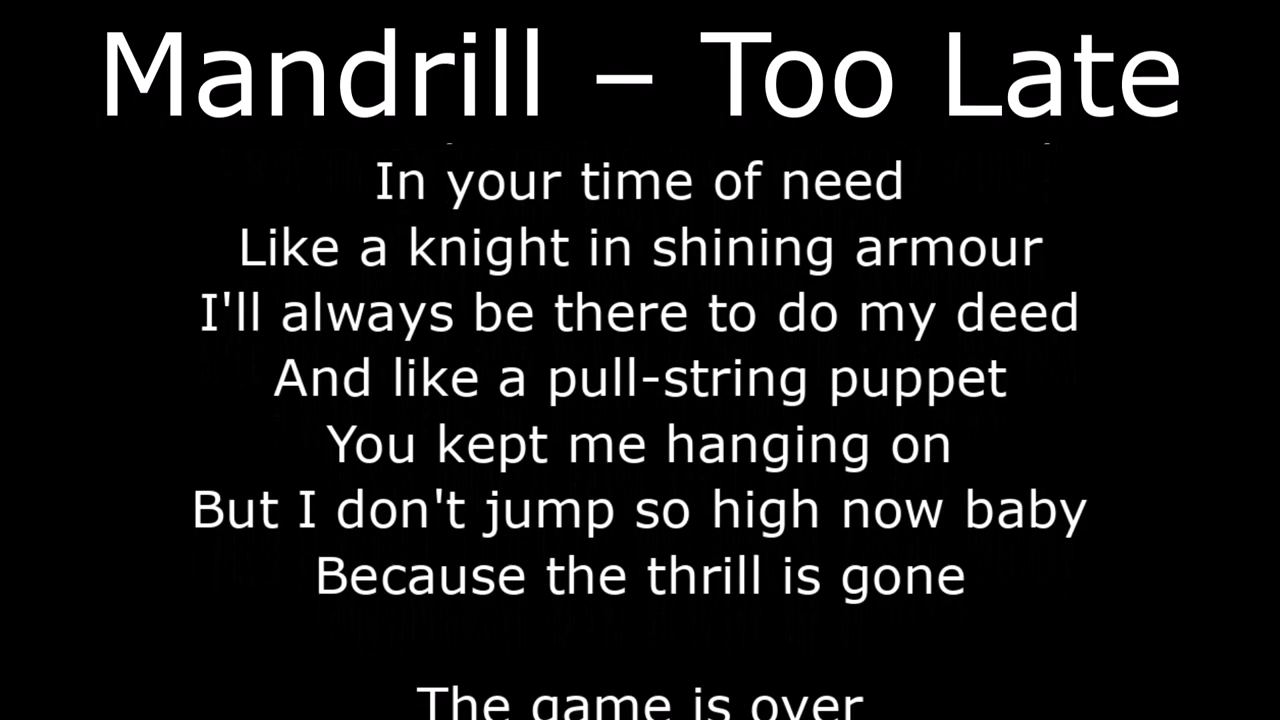 Mandrill – Too Late
In your time of need
Like a knight in shining armour
I'll always be there to do my deed
And like a pull-string puppet
You kept me hanging on
But I don't jump so high now baby
Because the thrill is gone
The game is over